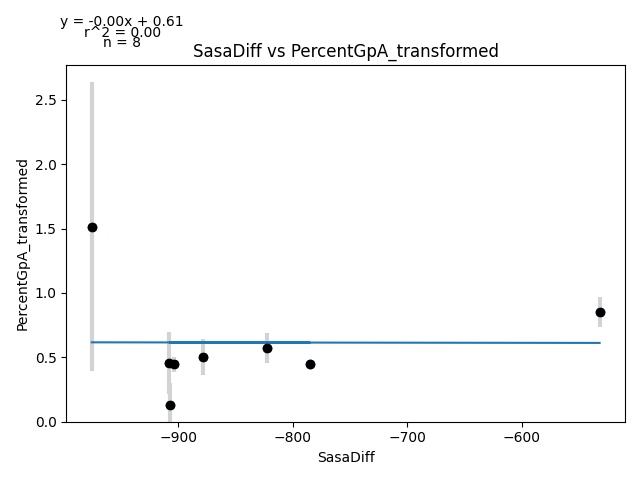 y = -0.00x + 0.61
r^2 = 0.00
n = 8
SasaDiff vs PercentGpA_transformed
PercentGpA_transformed
2.5
2.0
1.5
1.0
0.5
0.0
−900
−800
−700
−600
SasaDiff